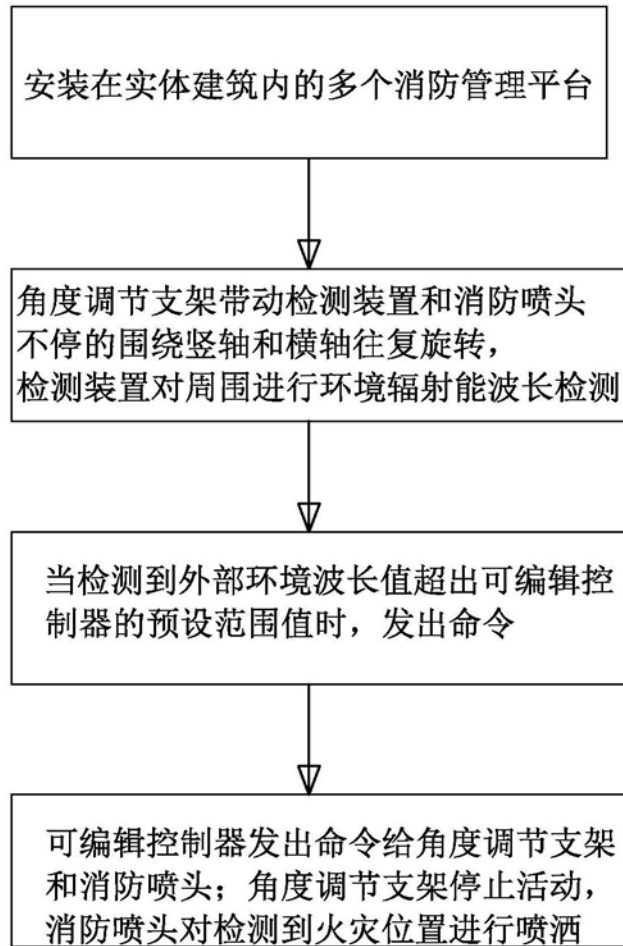 安装在实体建筑内的多个消防管理平台
角度调节支架带动检测装置和消防喷头
不停的围绕竖轴和横轴往复旋转，
检测装置对周围进行环境辐射能波长检测
当检测到外部环境波长值超出可编辑控
制器的预设范围值时，发出命令
可编辑控制器发出命令给角度调节支架
和消防喷头；角度调节支架停止活动，
消防喷头对检测到火灾位置进行喷洒